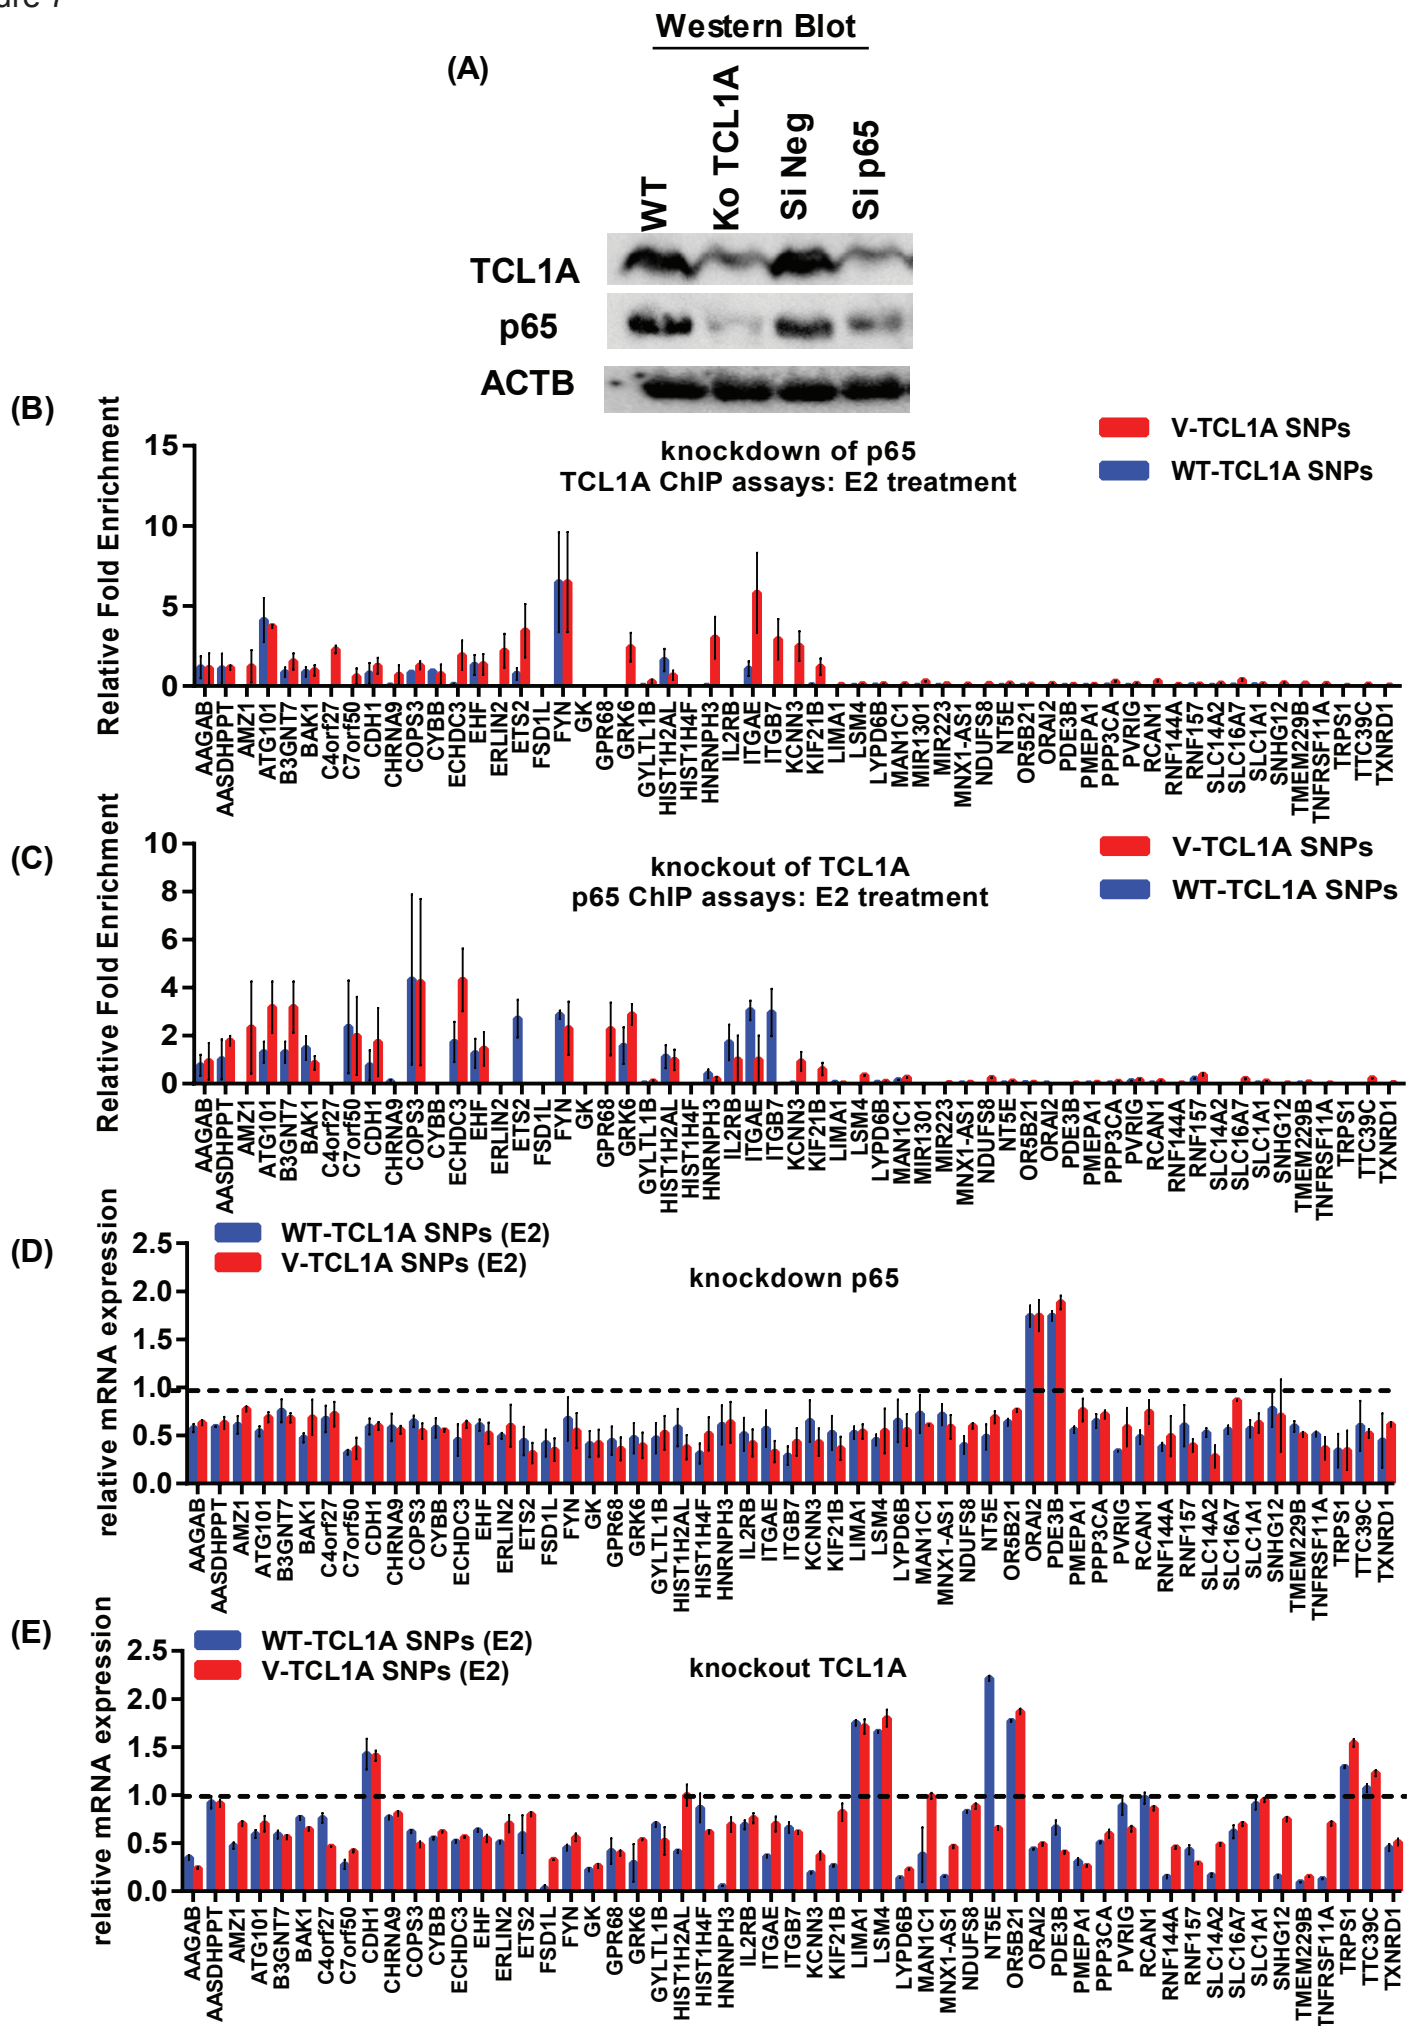 ure 7
Western Blot
(A)
WT
Ko TCL1A
Si Neg
Si p65
TCL1A
p65
ACTB
(B)
Relative Fold Enrichment
15
10
5
0
knockdown of p65
TCL1A ChIP assays: E2 treatment
V-TCL1A SNPs
WT-TCL1A SNPs
AAGAB
AASDHPPT
AMZ1
ATG101
B3GNT7
BAK1
C4orf27
C7orf50
CDH1
CHRNA9
COPS3
CYBB
ECHDC3
EHF
ERLIN2
ETS2
FSD1L
FYN
GK
GPR68
GRK6
GYLTL1B
HIST1H2AL
HIST1H4F
HNRNPH3
IL2RB
ITGAE
ITGB7
KCNN3
KIF21B
LIMA1
LSM4
LYPD6B
MAN1C1
MIR1301
MIR223
MNX1-AS1
NDUFS8
NT5E
OR5B21
ORAI2
PDE3B
PMEPA1
PPP3CA
PVRIG
RCAN1
RNF144A
RNF157
SLC14A2
SLC16A7
SLC1A1
SNHG12
TMEM229B
TNFRSF11A
TRPS1
TTC39C
TXNRD1
(C)
Relative Fold Enrichment
10
8
6
4
2
0
knockout of TCL1A
p65 ChIP assays: E2 treatment
V-TCL1A SNPs
WT-TCL1A SNPs
AAGAB
AASDHPPT
AMZ1
ATG101
B3GNT7
BAK1
C4orf27
C7orf50
CDH1
CHRNA9
COPS3
CYBB
ECHDC3
EHF
ERLIN2
ETS2
FSD1L
FYN
GK
GPR68
GRK6
GYLTL1B
HIST1H2AL
HIST1H4F
HNRNPH3
IL2RB
ITGAE
ITGB7
KCNN3
KIF21B
LIMA1
LSM4
LYPD6B
MAN1C1
MIR1301
MIR223
MNX1-AS1
NDUFS8
NT5E
OR5B21
ORAI2
PDE3B
PMEPA1
PPP3CA
PVRIG
RCAN1
RNF144A
RNF157
SLC14A2
SLC16A7
SLC1A1
SNHG12
TMEM229B
TNFRSF11A
TRPS1
TTC39C
TXNRD1
(D)
relative mRNA expression
2.5
2.0
1.5
1.0
0.5
0.0
WT-TCL1A SNPs (E2)
V-TCL1A SNPs (E2)
knockdown p65
AAGAB
AASDHPPT
AMZ1
ATG101
B3GNT7
BAK1
C4orf27
C7orf50
CDH1
CHRNA9
COPS3
CYBB
ECHDC3
EHF
ERLIN2
ETS2
FSD1L
FYN
GK
GPR68
GRK6
GYLTL1B
HIST1H2AL
HIST1H4F
HNRNPH3
IL2RB
ITGAE
ITGB7
KCNN3
KIF21B
LIMA1
LSM4
LYPD6B
MAN1C1
MNX1-AS1
NDUFS8
NT5E
OR5B21
ORAI2
PDE3B
PMEPA1
PPP3CA
PVRIG
RCAN1
RNF144A
RNF157
SLC14A2
SLC16A7
SLC1A1
SNHG12
TMEM229B
TNFRSF11A
TRPS1
TTC39C
TXNRD1
(E)
relative mRNA expression
2.5
2.0
1.5
1.0
0.5
0.0
WT-TCL1A SNPs (E2)
V-TCL1A SNPs (E2)
knockout TCL1A
AAGAB
AASDHPPT
AMZ1
ATG101
B3GNT7
BAK1
C4orf27
C7orf50
CDH1
CHRNA9
COPS3
CYBB
ECHDC3
EHF
ERLIN2
ETS2
FSD1L
FYN
GK
GPR68
GRK6
GYLTL1B
HIST1H2AL
HIST1H4F
HNRNPH3
IL2RB
ITGAE
ITGB7
KCNN3
KIF21B
LIMA1
LSM4
LYPD6B
MAN1C1
MNX1-AS1
NDUFS8
NT5E
OR5B21
ORAI2
PDE3B
PMEPA1
PPP3CA
PVRIG
RCAN1
RNF144A
RNF157
SLC14A2
SLC16A7
SLC1A1
SNHG12
TMEM229B
TNFRSF11A
TRPS1
TTC39C
TXNRD1